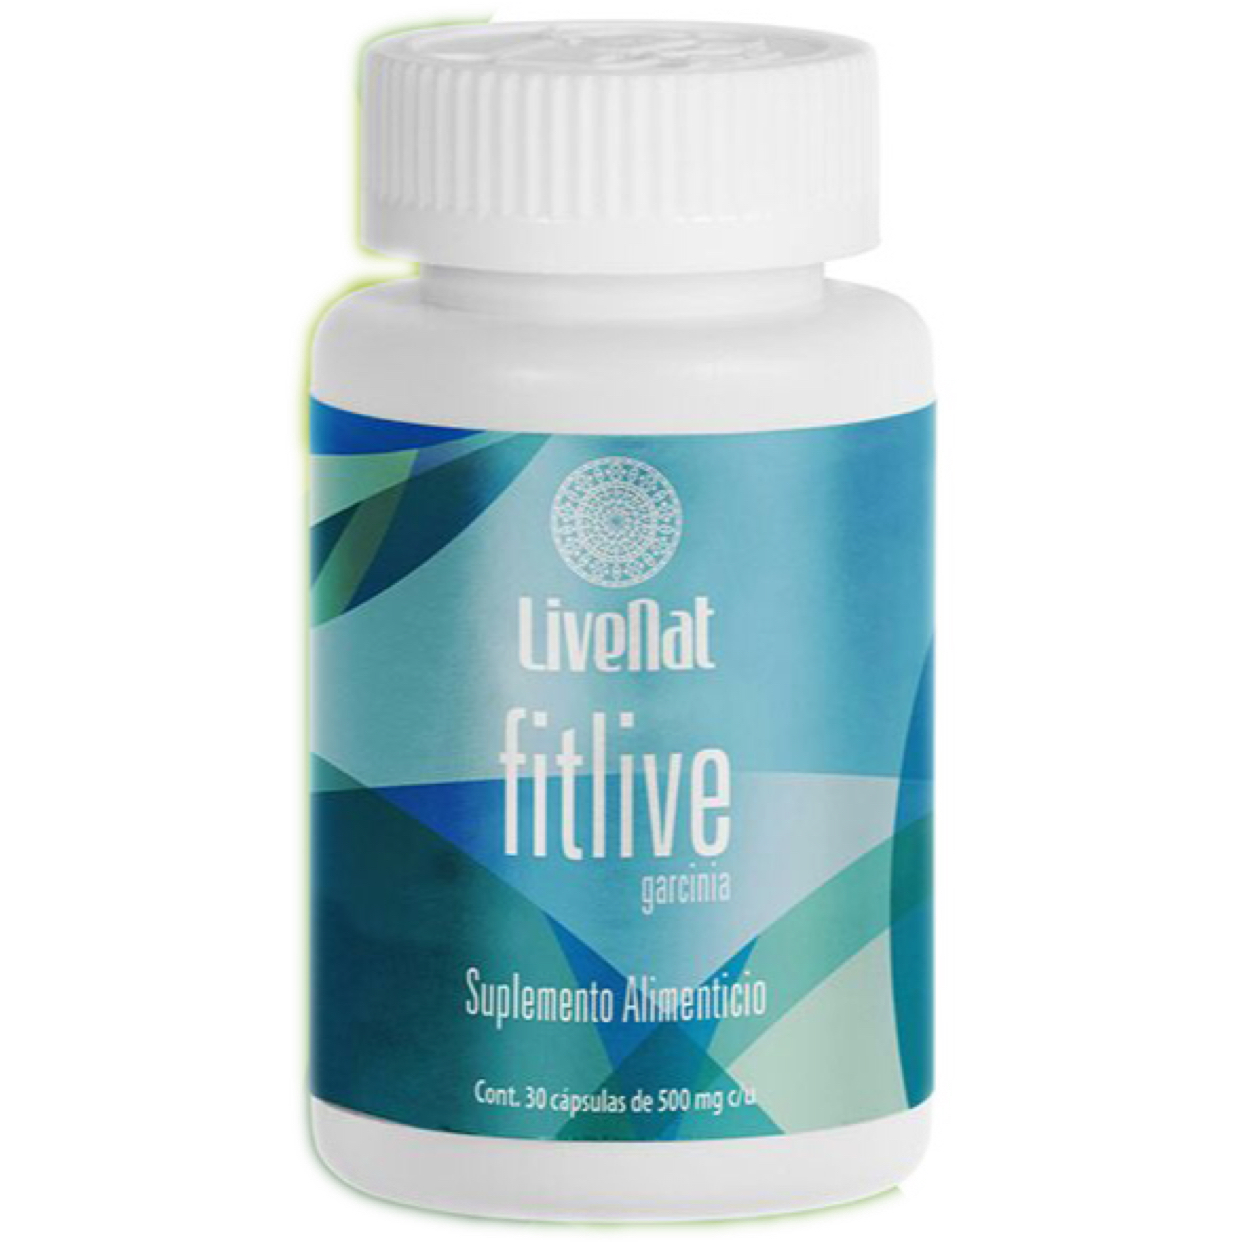 LiveNat
fitlive
garcinia
Suplemento Alimenticio
Cont. 30 cápsulas de 500 mg c/u